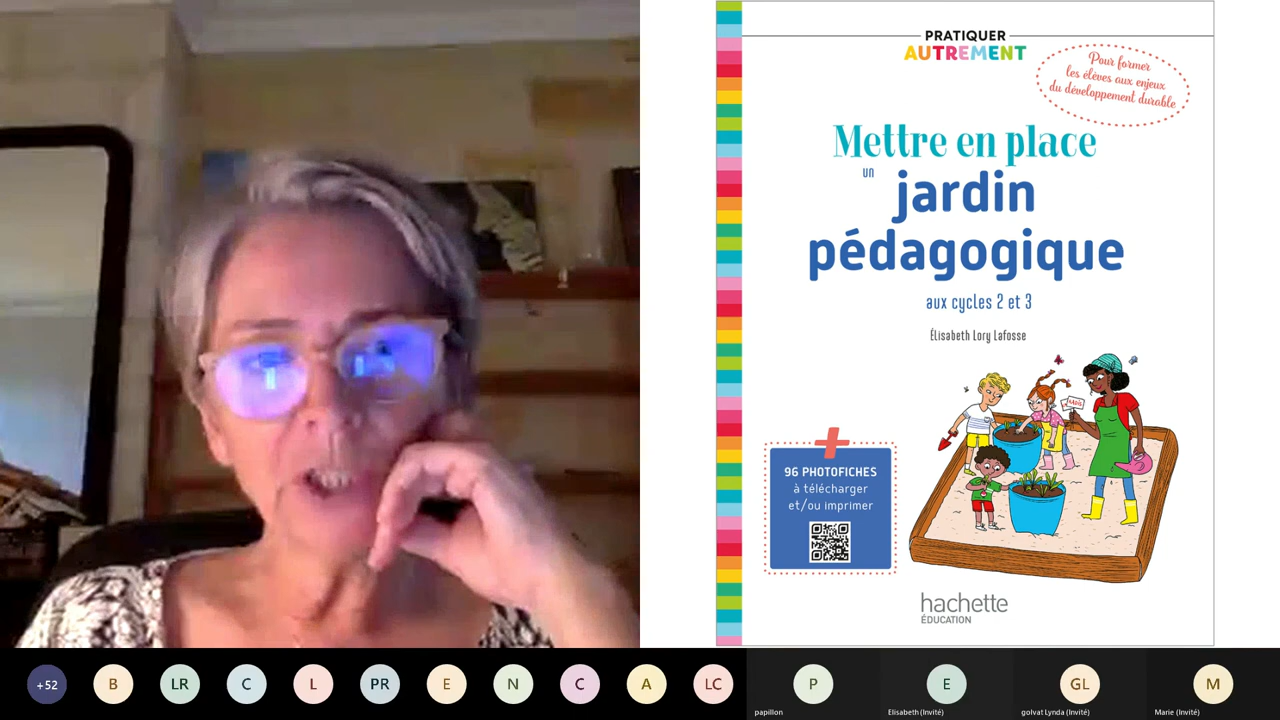 PRATIQUER
AUTREMENT
Pour former
les élèves aux enjeux
du développement durable
Mettre en place
un
jardin
pédagogique
aux cycles 2 et 3
Élisabeth Lory Lafosse
RADIS
96 PHOTOFICHES
à télécharger
et/ou imprimer
hachette
ÉDUCATION
+52
B
LR
C
L
PR
E
N
C
A
LC
P
E
GL
M
papillon
Elisabeth (Invité)
golvat Lynda (Invité)
Marie (Invité)